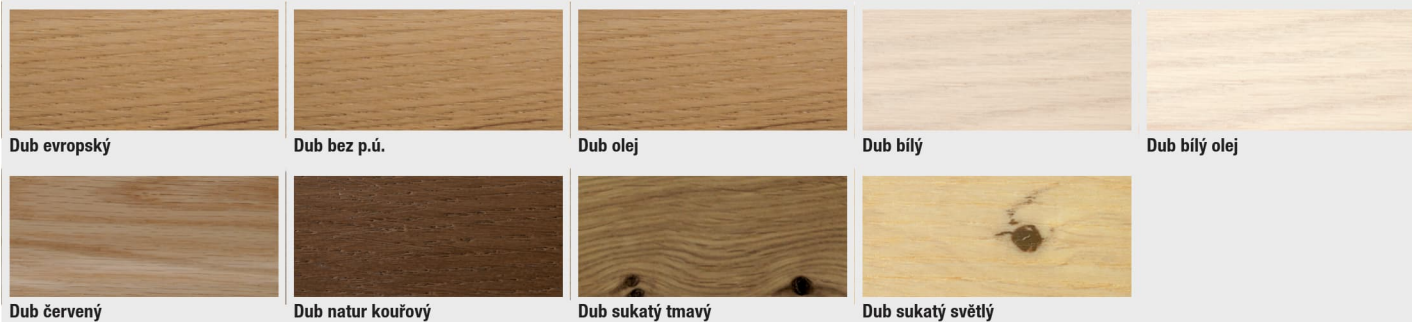 Dub evropský
Dub bez p.ú.
Dub olej
Dub bílý
Dub bílý olej
Dub červený
Dub natur kouřový
Dub sukatý tmavý
Dub sukatý světlý